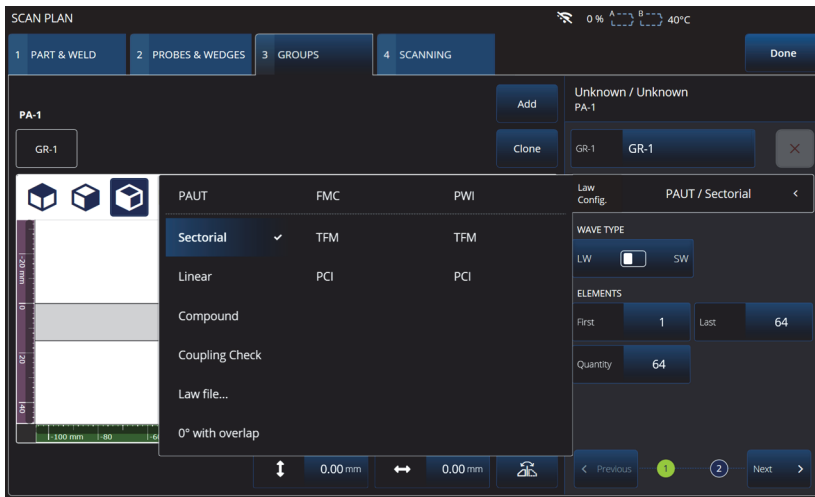 SCAN PLAN
0 % A B 40°C
1 PART & WELD 2 PROBES & WEDGES 3 GROUPS 4 SCANNING Done
PA-1
Add
Unknown / Unknown
PA-1
GR-1
Clone
GR-1 GR-1
PAUT FMC PWI
Sectorial TFM TFM
Linear PCI PCI
Compound
Coupling Check
Law file...
0° with overlap
Law
Config. PAUT / Sectorial
WAVE TYPE
LW SW
ELEMENTS
First 1 Last 64
Quantity 64
|-20 mm
|0
|20
|40
|-100 mm |-80
0.00 mm 0.00 mm
Previous 1 2 Next